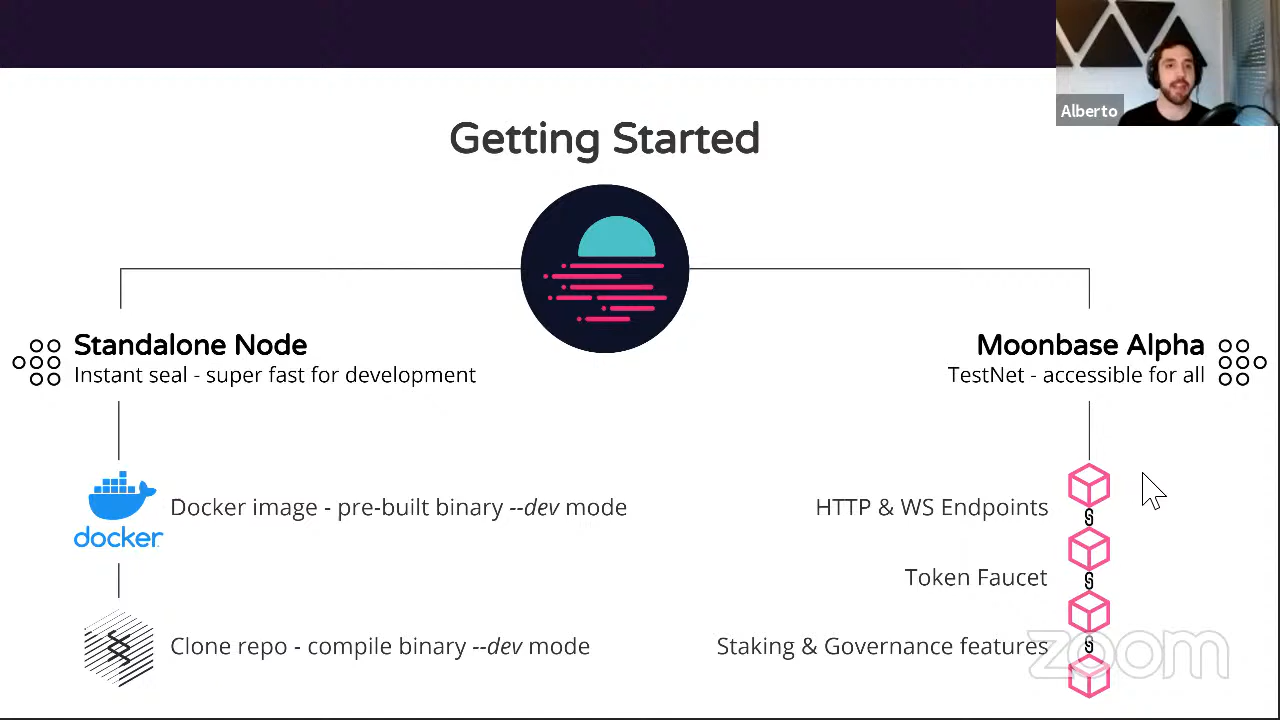 Alberto
Getting Started
Standalone Node
Instant seal - super fast for development
docker
Docker image - pre-built binary --dev mode
Clone repo - compile binary --dev mode
Moonbase Alpha
TestNet - accessible for all
HTTP & WS Endpoints
Token Faucet
Staking & Governance features
zoom